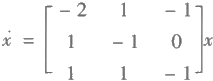 ẋ = [ − 2 1 − 1
1 − 1 0
1 1 − 1 ] x